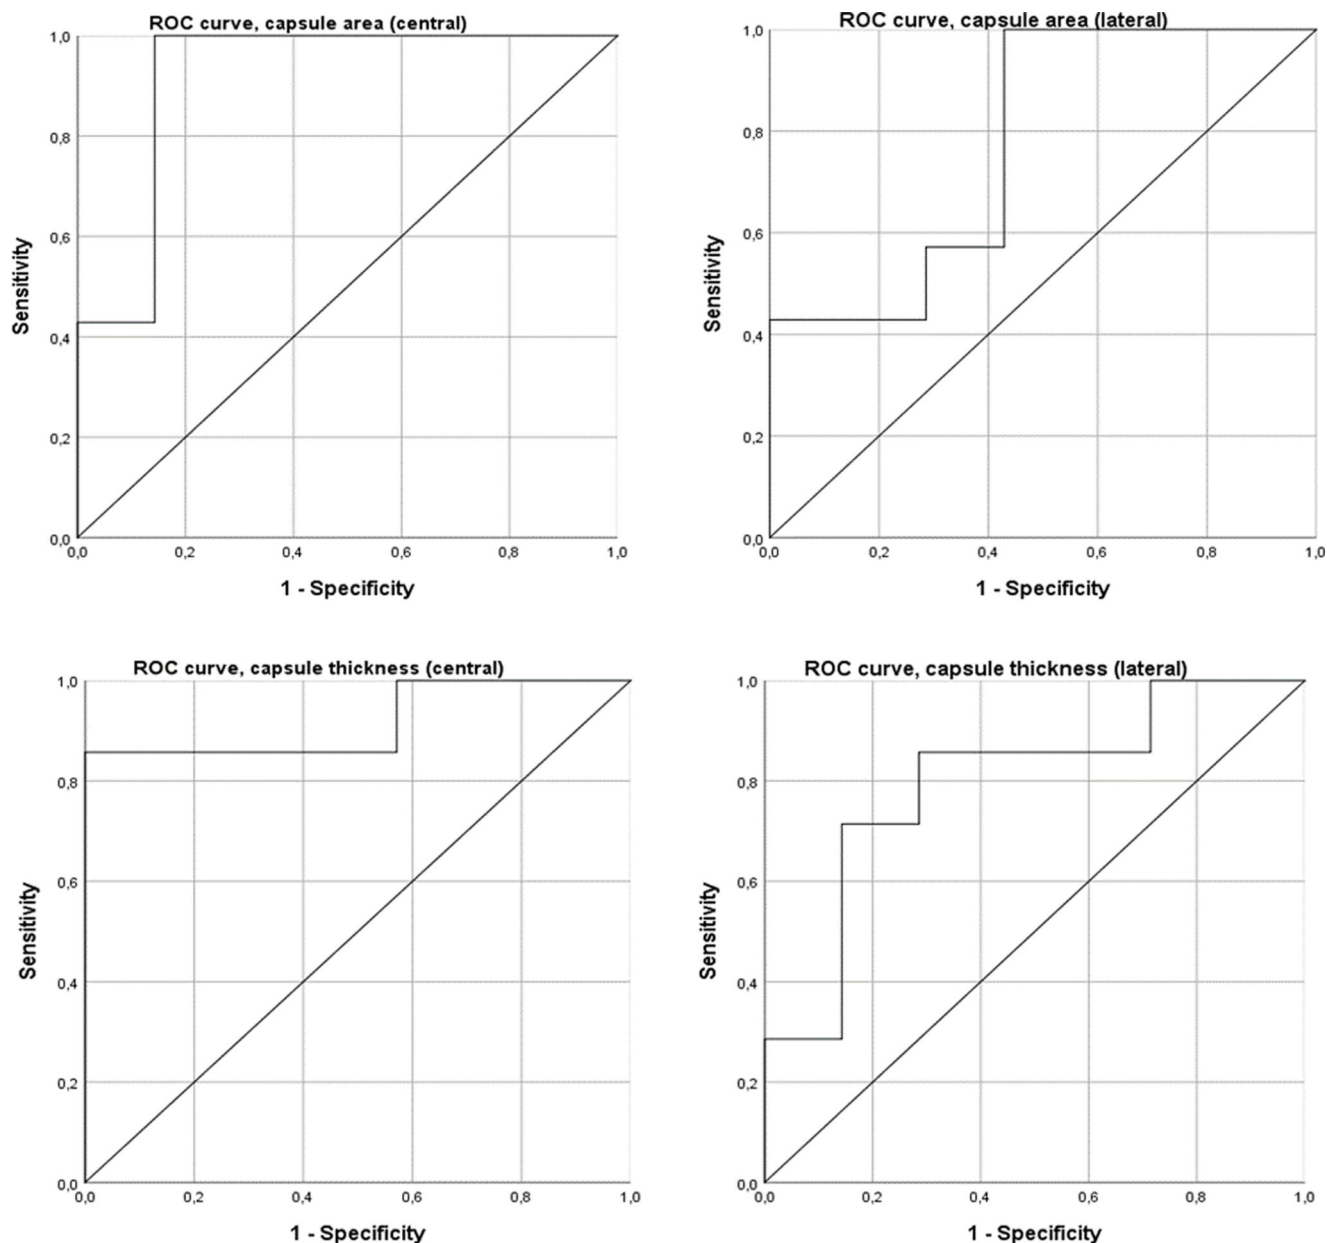 ROC curve, capsule area (central)
1,0
0,8
0,6
0,4
0,2
0,0
Sensitivity
0,0 0,2 0,4 0,6 0,8 1,0
1 - Specificity
ROC curve, capsule area (lateral)
1,0
0,8
0,6
0,4
0,2
0,0
Sensitivity
0,0 0,2 0,4 0,6 0,8 1,0
1 - Specificity
ROC curve, capsule thickness (central)
1,0
0,8
0,6
0,4
0,2
0,0
Sensitivity
0,0 0,2 0,4 0,6 0,8 1,0
1 - Specificity
ROC curve, capsule thickness (lateral)
1,0
0,8
0,6
0,4
0,2
0,0
Sensitivity
0,0 0,2 0,4 0,6 0,8 1,0
1 - Specificity